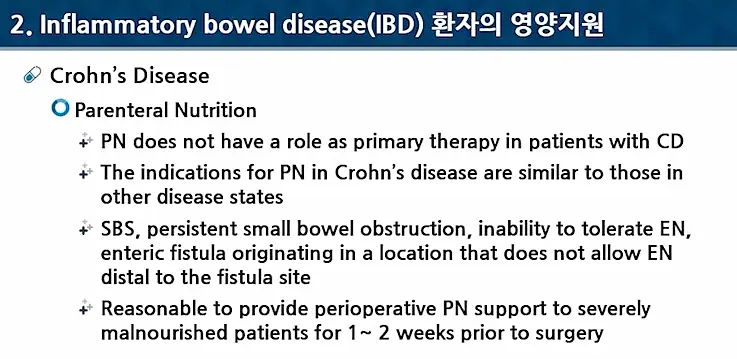 2. Inflammatory bowel disease(IBD) 환자의 영양지원
Crohn's Disease
Parenteral Nutrition
PN does not have a role as primary therapy in patients with CD
The indications for PN in Crohn's disease are similar to those in
other disease states
SBS, persistent small bowel obstruction, inability to tolerate EN,
enteric fistula originating in a location that does not allow EN
distal to the fistula site
Reasonable to provide perioperative PN support to severely
malnourished patients for 1~ 2 weeks prior to surgery